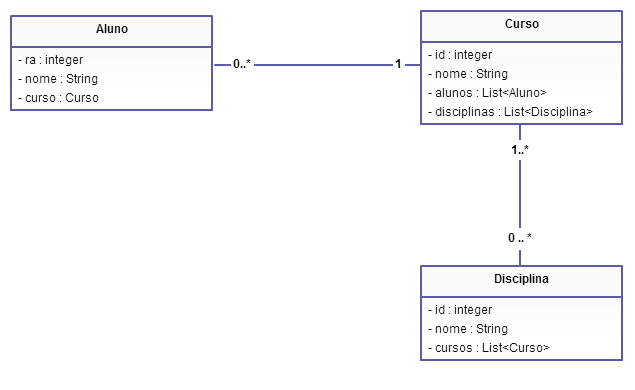 Aluno
- ra : integer
- nome : String
- curso : Curso
0..*
1
Curso
- id : integer
- nome : String
- alunos : List<Aluno>
- disciplinas : List<Disciplina>
1..*
0 .. *
Disciplina
- id : integer
- nome : String
- cursos : List<Curso>